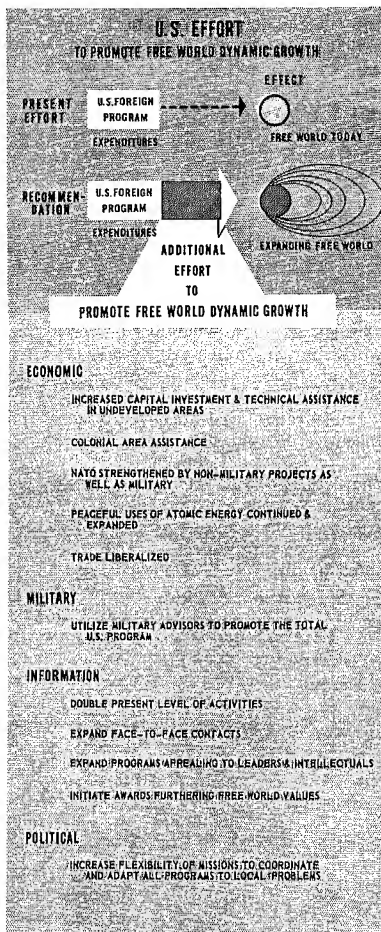 U.S. EFFORT
TO PROMOTE FREE WORLD DYNAMIC GROWTH
EFFECT
PRESENT
EFFORT
U.S. FOREIGN
PROGRAM
EXPENDITURES
FREE WORLD TODAY
RECOMMEN-
DATION
U.S. FOREIGN
PROGRAM
EXPENDITURES
EXPANDING FREE WORLD
ADDITIONAL
EFFORT
TO
PROMOTE FREE WORLD DYNAMIC GROWTH
ECONOMIC
INCREASED CAPITAL INVESTMENT & TECHNICAL ASSISTANCE
IN UNDEVELOPED AREAS
COLONIAL AREA ASSISTANCE
NATO STRENGTHENED BY NON-MILITARY PROJECTS AS
WELL AS MILITARY
PEACEFUL USES OF ATOMIC ENERGY CONTINUED &
EXPANDED
TRADE LIBERALIZED
MILITARY
UTILIZE MILITARY ADVISORS TO PROMOTE THE TOTAL
U.S. PROGRAM
INFORMATION
DOUBLE PRESENT LEVEL OF ACTIVITIES
EXPAND FACE-TO-FACE CONTACTS
EXPAND PROGRAMS APPEALING TO LEADERS & INTELLECTUALS
INITIATE AWARDS FURTHERING FREE WORLD VALUES
POLITICAL
INCREASE FLEXIBILITY OF MISSIONS TO COORDINATE
AND ADAPT ALL PROGRAMS TO LOCAL PROBLEMS